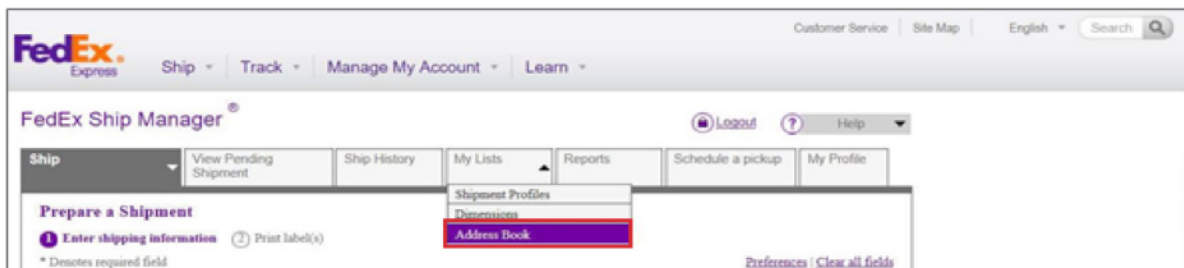 Customer Service | Site Map | English Search
FedEx®
Express
Ship Track Manage My Account Learn
FedEx Ship Manager ®
Logout ? Help
Ship View Pending Shipment Ship History My Lists Reports Schedule a pickup My Profile
Shipment Profiles
Prepare a Shipment
Dimensions
Address Book
1 Enter shipping information 2 Print label(s)
* Denotes required field
Preferences | Clear all fields